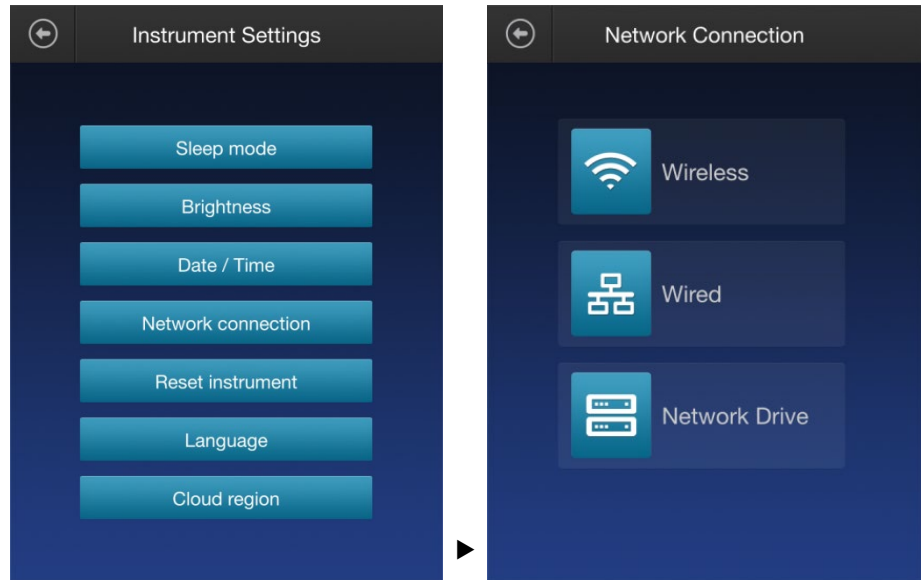 Instrument Settings
Sleep mode
Brightness
Date / Time
Network connection
Reset instrument
Language
Cloud region
Network Connection
Wireless
Wired
Network Drive